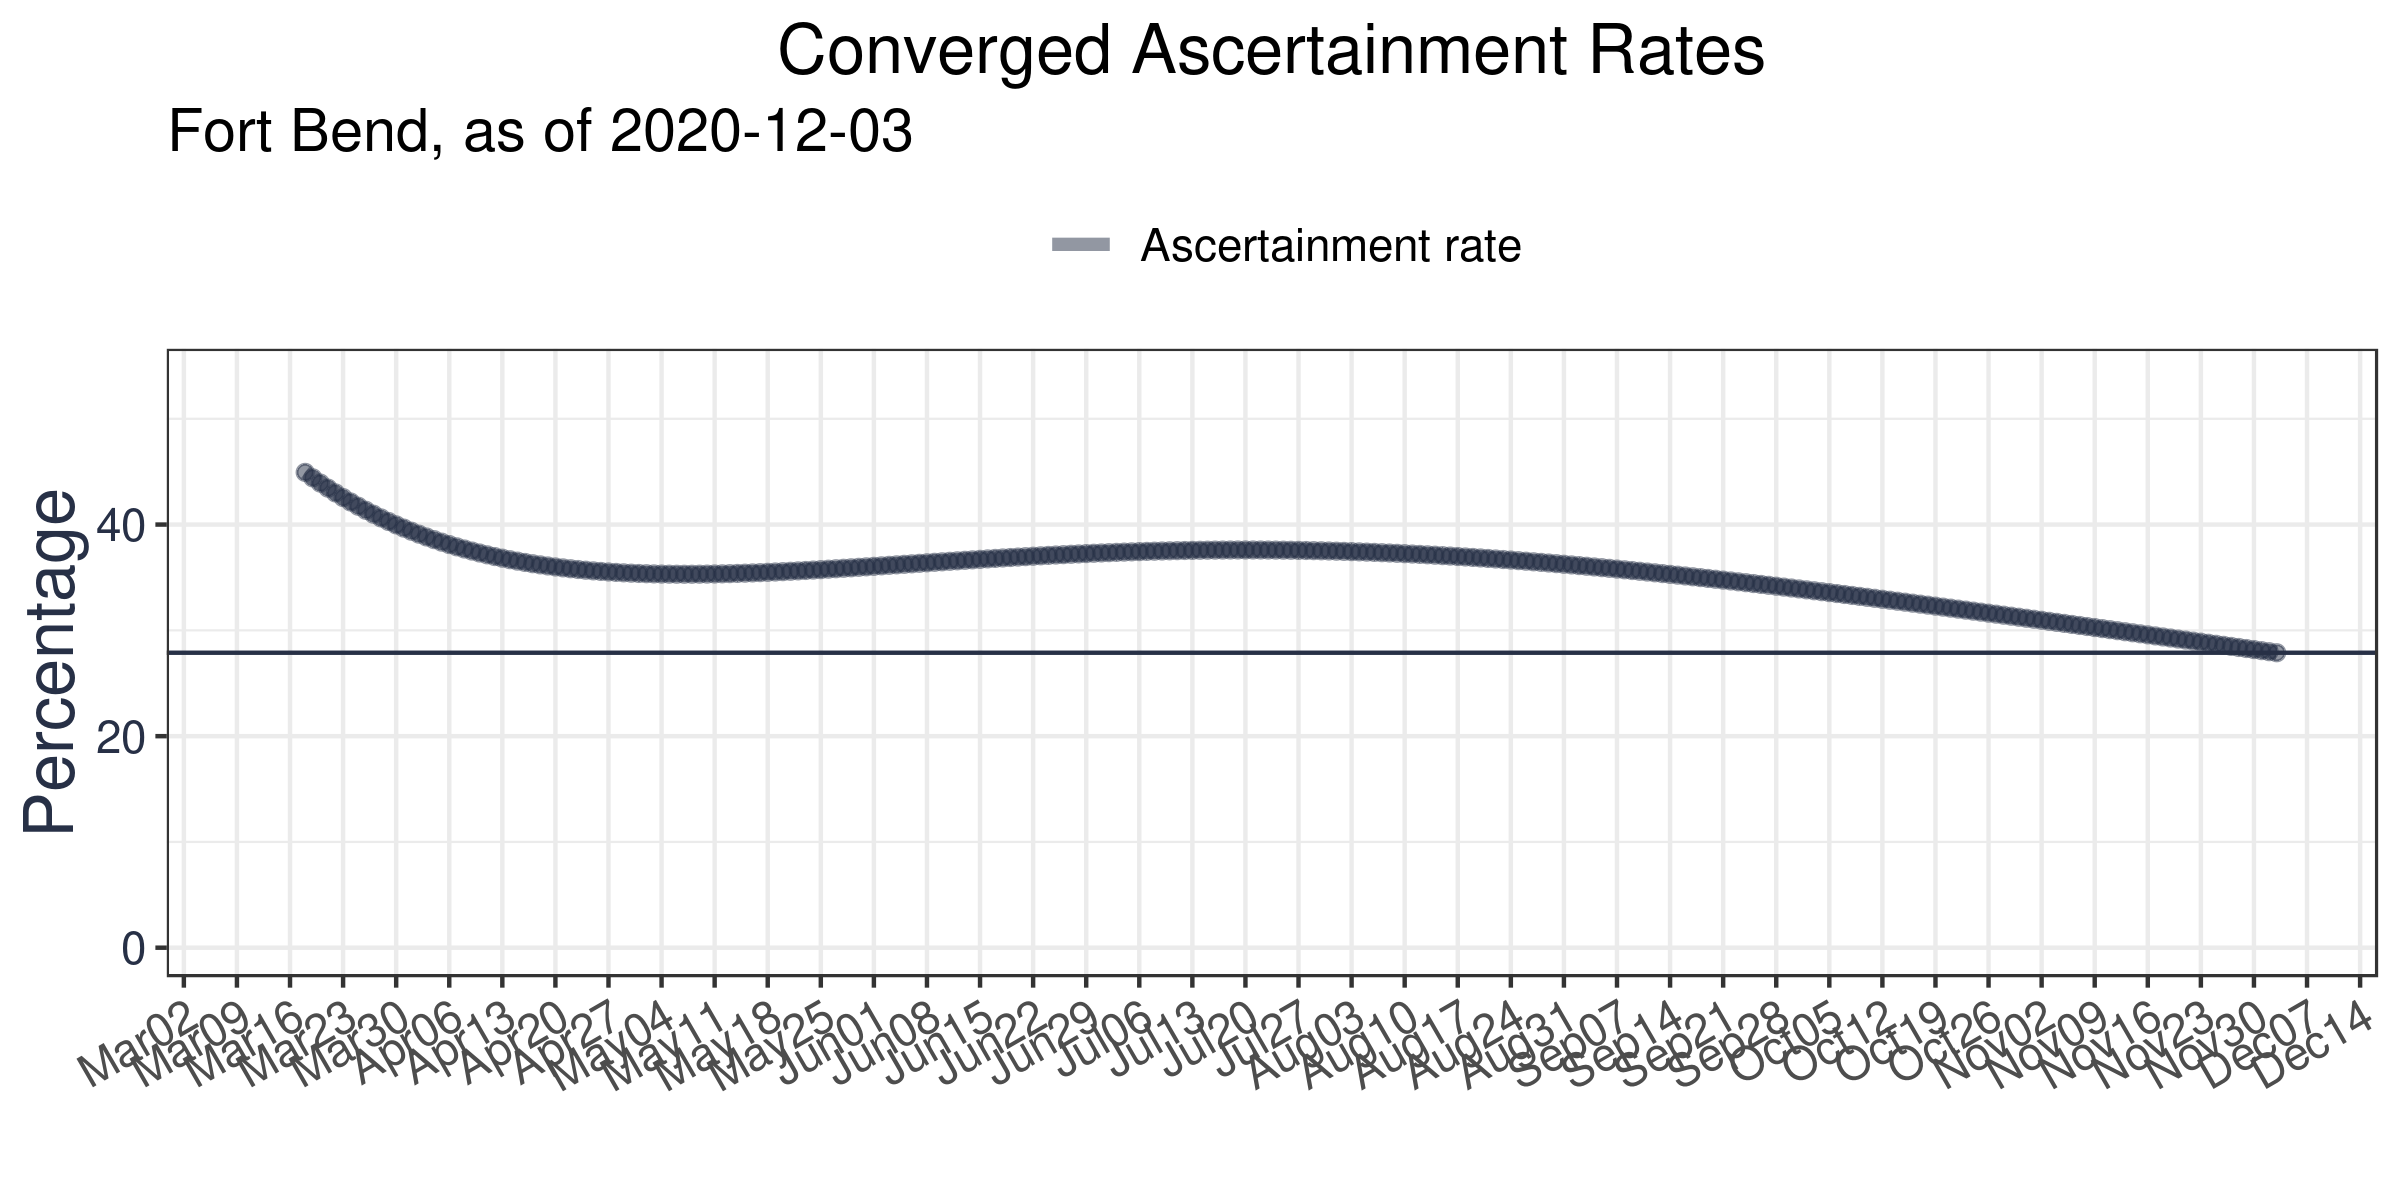 Converged Ascertainment Rates
Fort Bend, as of 2020-12-03
Ascertainment rate
Percentage
40
20
0
Mar02
Mar09
Mar16
Mar23
Mar30
Apr06
Apr13
Apr20
Apr27
May04
May11
May18
May25
Jun01
Jun08
Jun15
Jun22
Jun29
Jul06
Jul13
Jul20
Jul27
Aug03
Aug10
Aug17
Aug24
Aug31
Sep07
Sep14
Sep21
Sep28
Oct05
Oct12
Oct19
Oct26
Nov02
Nov09
Nov16
Nov23
Nov30
Dec07
Dec14